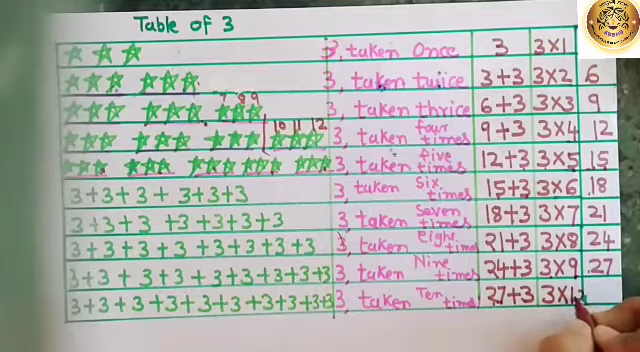 Table of 3
3, taken Once 3 3×1
3, taken twice 3+3 3×2 6
7 8 9 3, taken thrice 6+3 3×3 9
10 11 12 3, taken four times 9+3 3×4 12
3, taken five times 12+3 3×5 15
3+3+3+3+3+3 3, taken Six times 15+3 3×6 18
3+3+3+3+3+3+3 3, taken Seven times 18+3 3×7 21
3+3+3+3+3+3+3+3 3, taken eight times 21+3 3×8 24
3+3+3+3+3+3+3+3+3 3, taken Nine times 24+3 3×9 27
3+3+3+3+3+3+3+3+3+3 3, taken Ten times 27+3 3×1